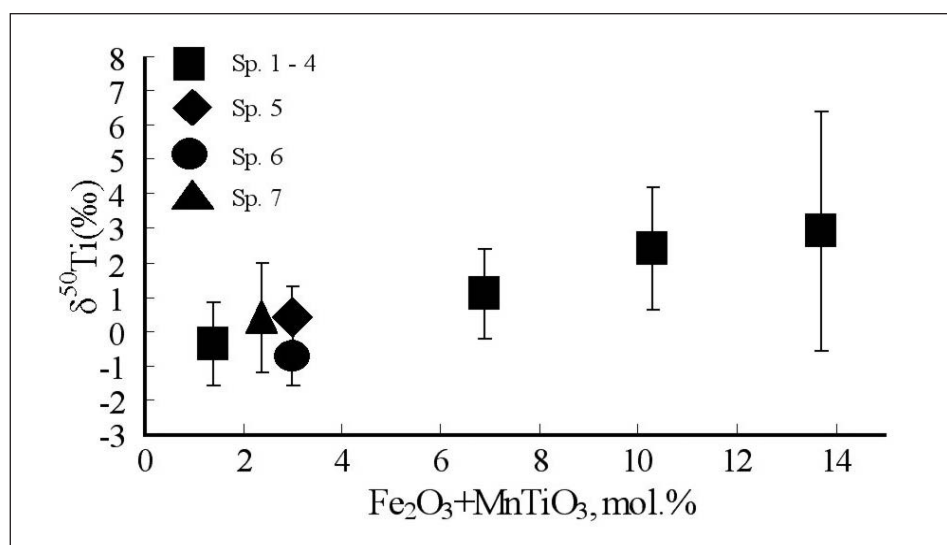 8
7
6
5
4
3
2
1
0
-1
-2
-3
δ⁵⁰Ti(‰)
Sp. 1 - 4
Sp. 5
Sp. 6
Sp. 7
0 2 4 6 8 10 12 14
Fe₂O₃+MnTiO₃, mol.%